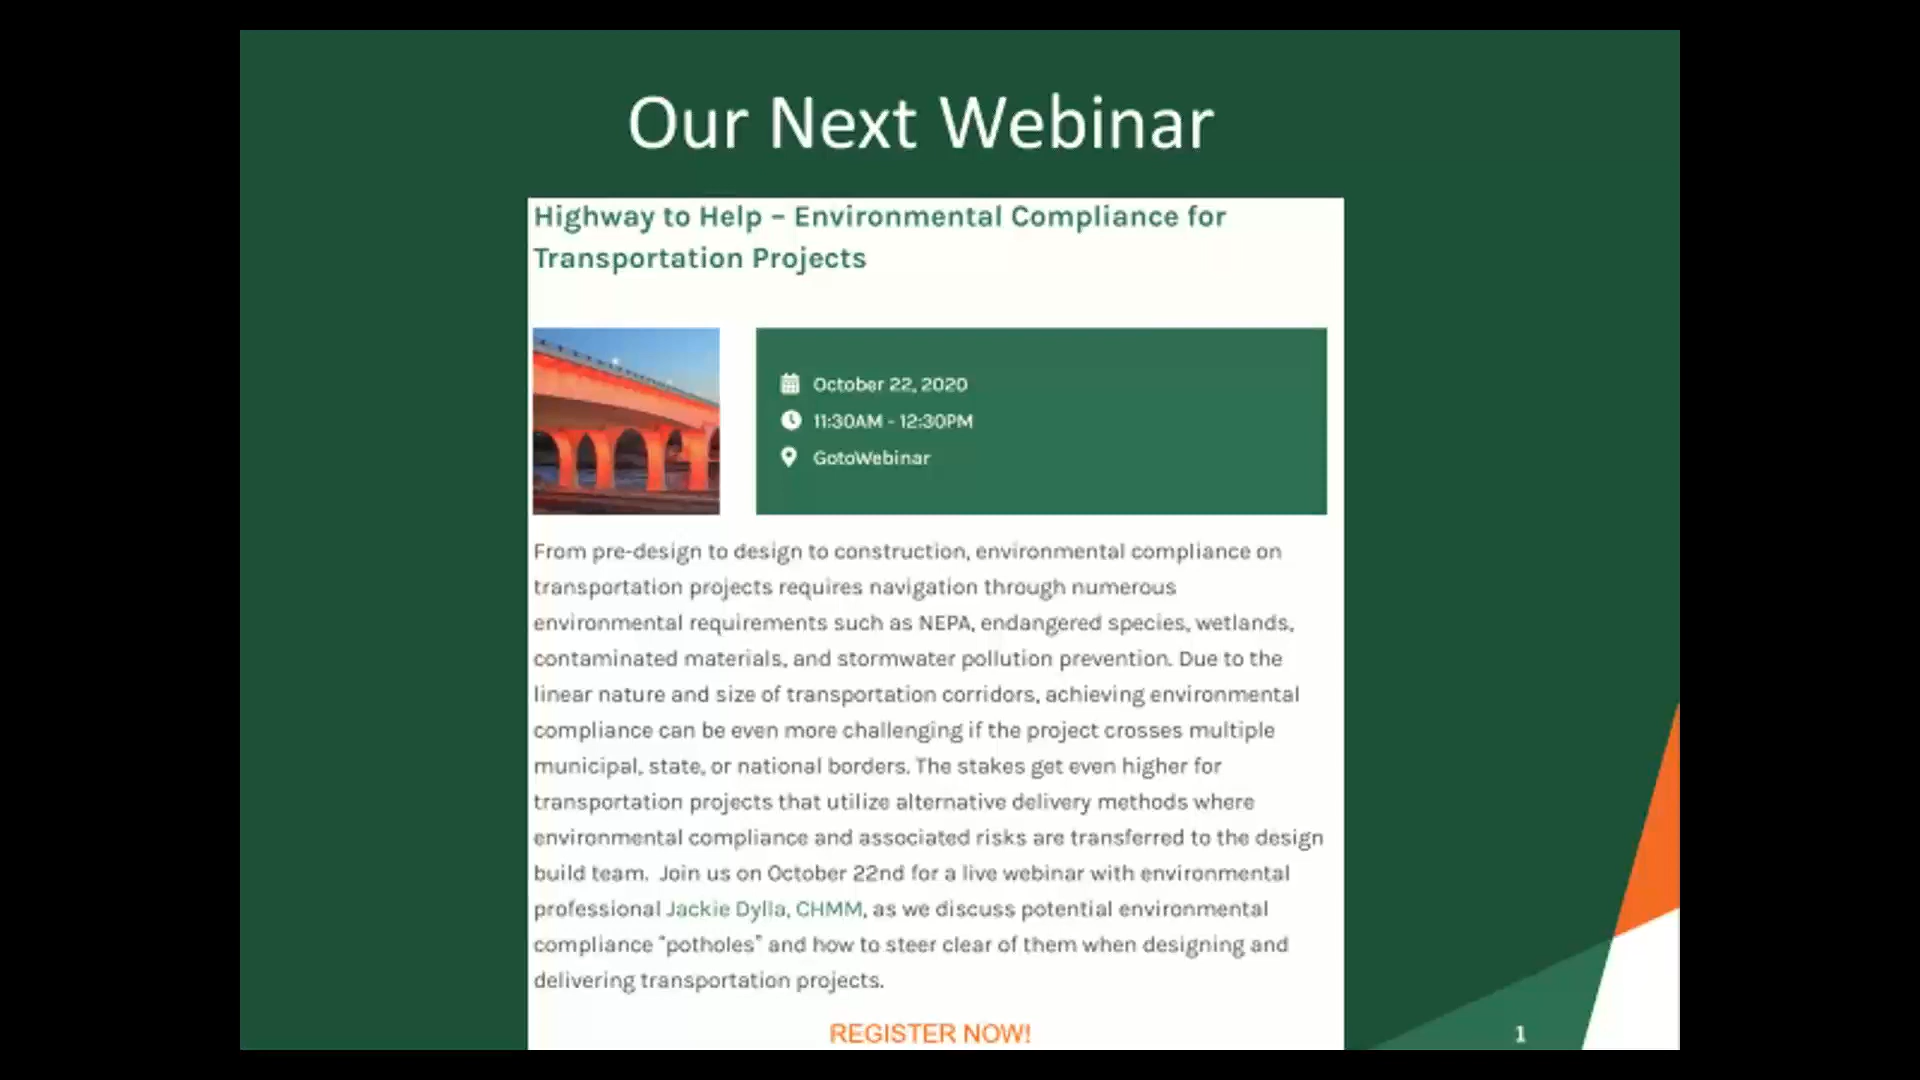 Our Next Webinar
Highway to Help – Environmental Compliance for
Transportation Projects
October 22, 2020
11:30AM - 12:30PM
GotoWebinar
From pre-design to design to construction, environmental compliance on
transportation projects requires navigation through numerous
environmental requirements such as NEPA, endangered species, wetlands,
contaminated materials, and stormwater pollution prevention. Due to the
linear nature and size of transportation corridors, achieving environmental
compliance can be even more challenging if the project crosses multiple
municipal, state, or national borders. The stakes get even higher for
transportation projects that utilize alternative delivery methods where
environmental compliance and associated risks are transferred to the design
build team.  Join us on October 22nd for a live webinar with environmental
professional Jackie Dylla, CHMM, as we discuss potential environmental
compliance “potholes” and how to steer clear of them when designing and
delivering transportation projects.
REGISTER NOW!
1